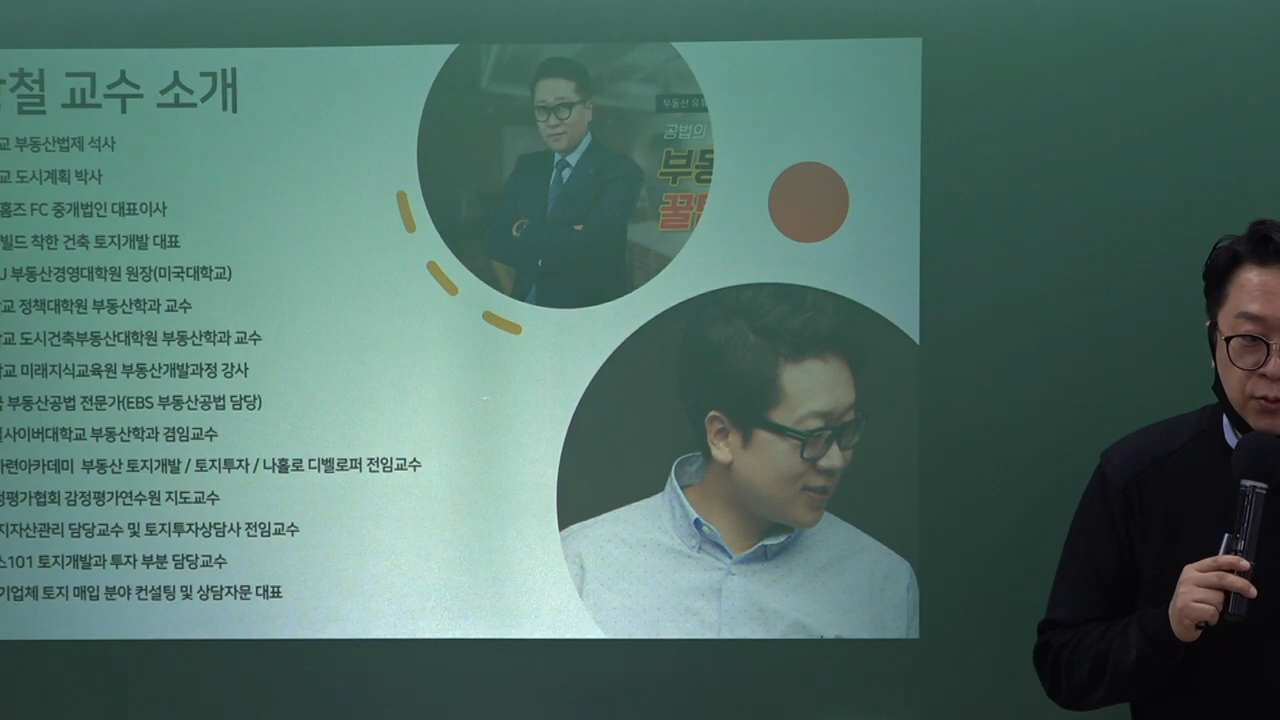 철 교수 소개
부동산 유튜
공법의
부동
꿀
교 부동산법제 석사
교 도시계획 박사
홈즈 FC 중개법인 대표이사
빌드 착한 건축 토지개발 대표
U 부동산경영대학원 원장(미국대학교)
학교 정책대학원 부동산학과 교수
학교 도시건축부동산대학원 부동산학과 교수
학교 미래지식교육원 부동산개발과정 강사
부동산공법 전문가(EBS 부동산공법 담당)
사이버대학교 부동산학과 겸임교수
련아카데미 부동산 토지개발 / 토지투자 / 나홀로 디벨로퍼 전임교수
정평가협회 감정평가연수원 지도교수
지자산관리 담당교수 및 토지투자상담사 전임교수
스101 토지개발과 투자 부분 담당교수
기업체 토지 매입 분야 컨설팅 및 상담자문 대표